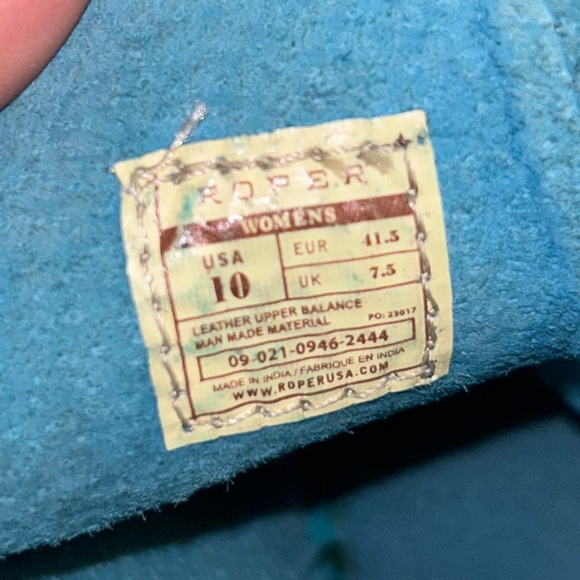 ROPER
WOMENS
USA
10
EUR 41.5
UK 7.5
LEATHER UPPER BALANCE
MAN MADE MATERIAL PO: 23017
09-021-0946-2444
MADE IN INDIA / FABRIQUE EN INDIA
WWW.ROPERUSA.COM